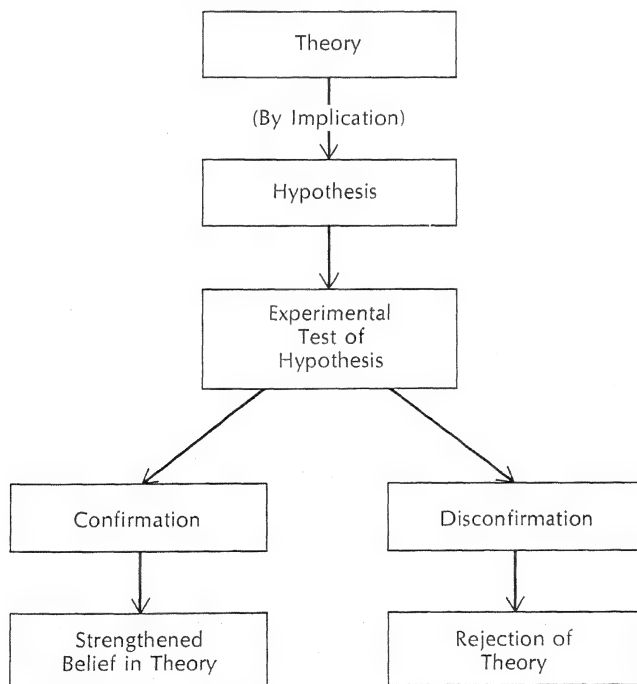 Theory
(By Implication)
Hypothesis
Experimental
Test of
Hypothesis
Confirmation
Disconfirmation
Strengthened
Belief in Theory
Rejection of
Theory